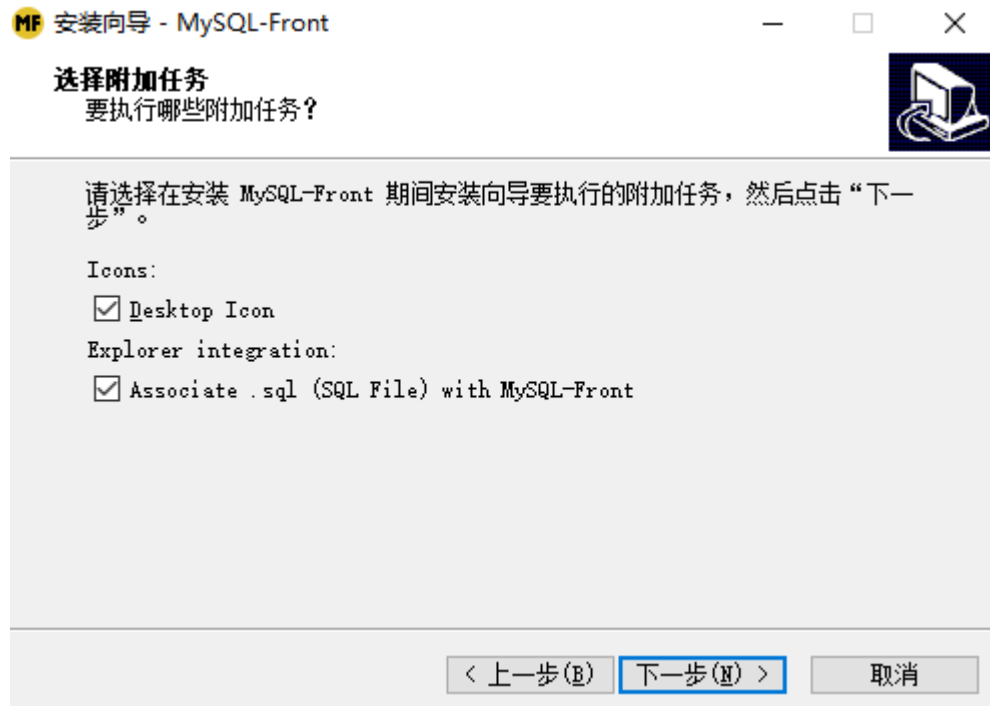 MF 安装向导 - MySQL-Front
选择附加任务
要执行哪些附加任务?
请选择在安装 MySQL-Front 期间安装向导要执行的附加任务，然后点击“下一
步”。
Icons:
Desktop Icon
Explorer integration:
Associate .sql (SQL File) with MySQL-Front
< 上一步(B) 下一步(N) > 取消